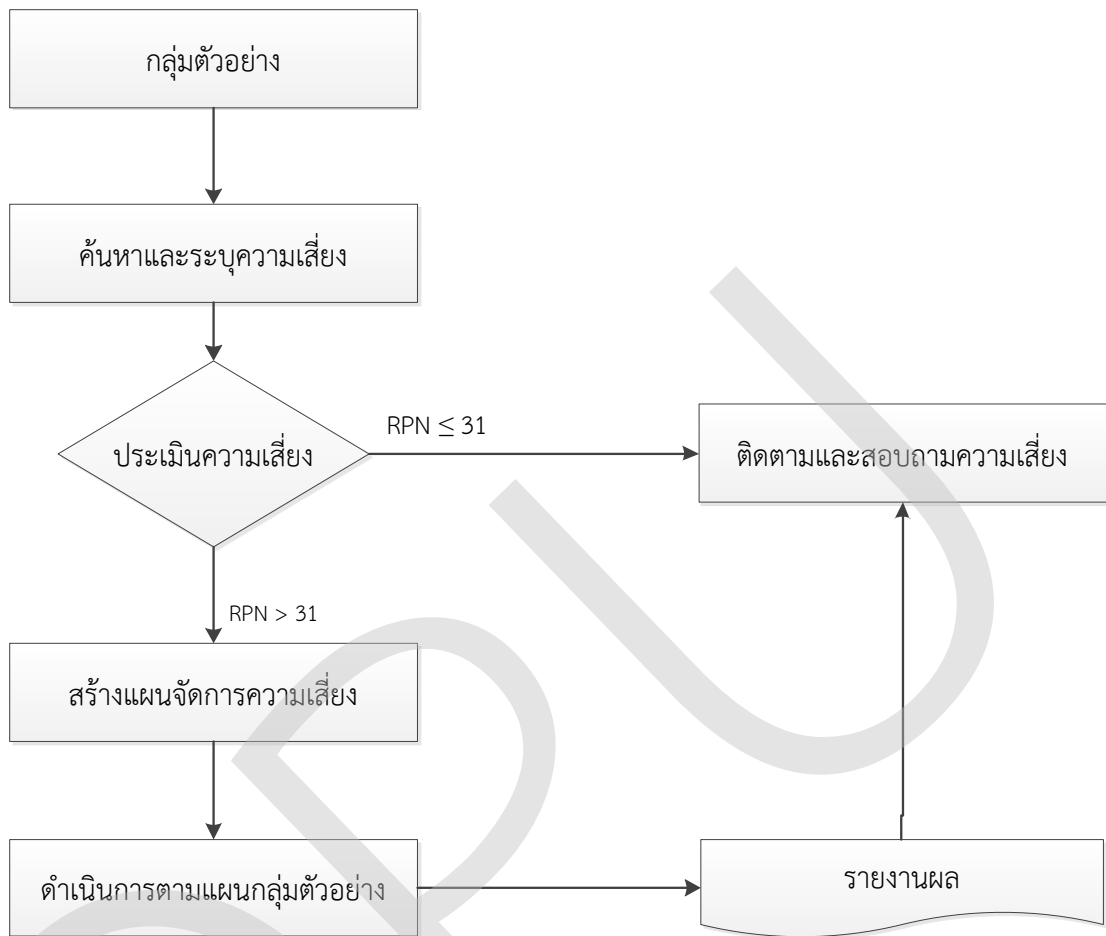 กลุ่มตัวอย่าง
ค้นหาและระบุความเสี่ยง
ประเมินความเสี่ยง
RPN ≤ 31
ติดตามและสอบถามความเสี่ยง
RPN > 31
สร้างแผนจัดการความเสี่ยง
ดำเนินการตามแผนกลุ่มตัวอย่าง
รายงานผล
DPU